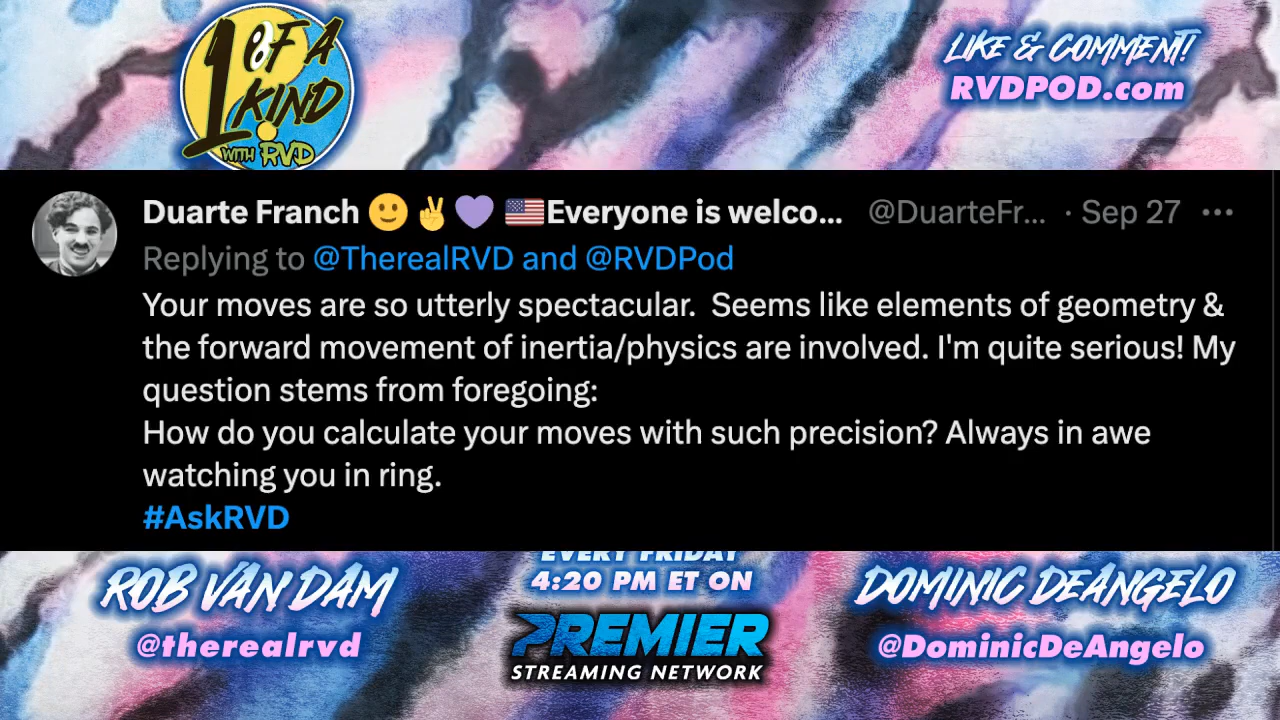 1 OF A
KIND
WITH RVD
LIKE & COMMENT!
RVDPOD.com
Duarte Franch 🙂✌️💜 🇺🇸Everyone is welco... @DuarteFr... · Sep 27 ···
Replying to @TherealRVD and @RVDPod
Your moves are so utterly spectacular.  Seems like elements of geometry &
the forward movement of inertia/physics are involved. I'm quite serious! My
question stems from foregoing:
How do you calculate your moves with such precision? Always in awe
watching you in ring.
#AskRVD
ROB VAN DAM
@therealrvd
EVERY FRIDAY
4:20 PM ET ON
PREMIER
STREAMING NETWORK
DOMINIC DEANGELO
@DominicDeAngelo